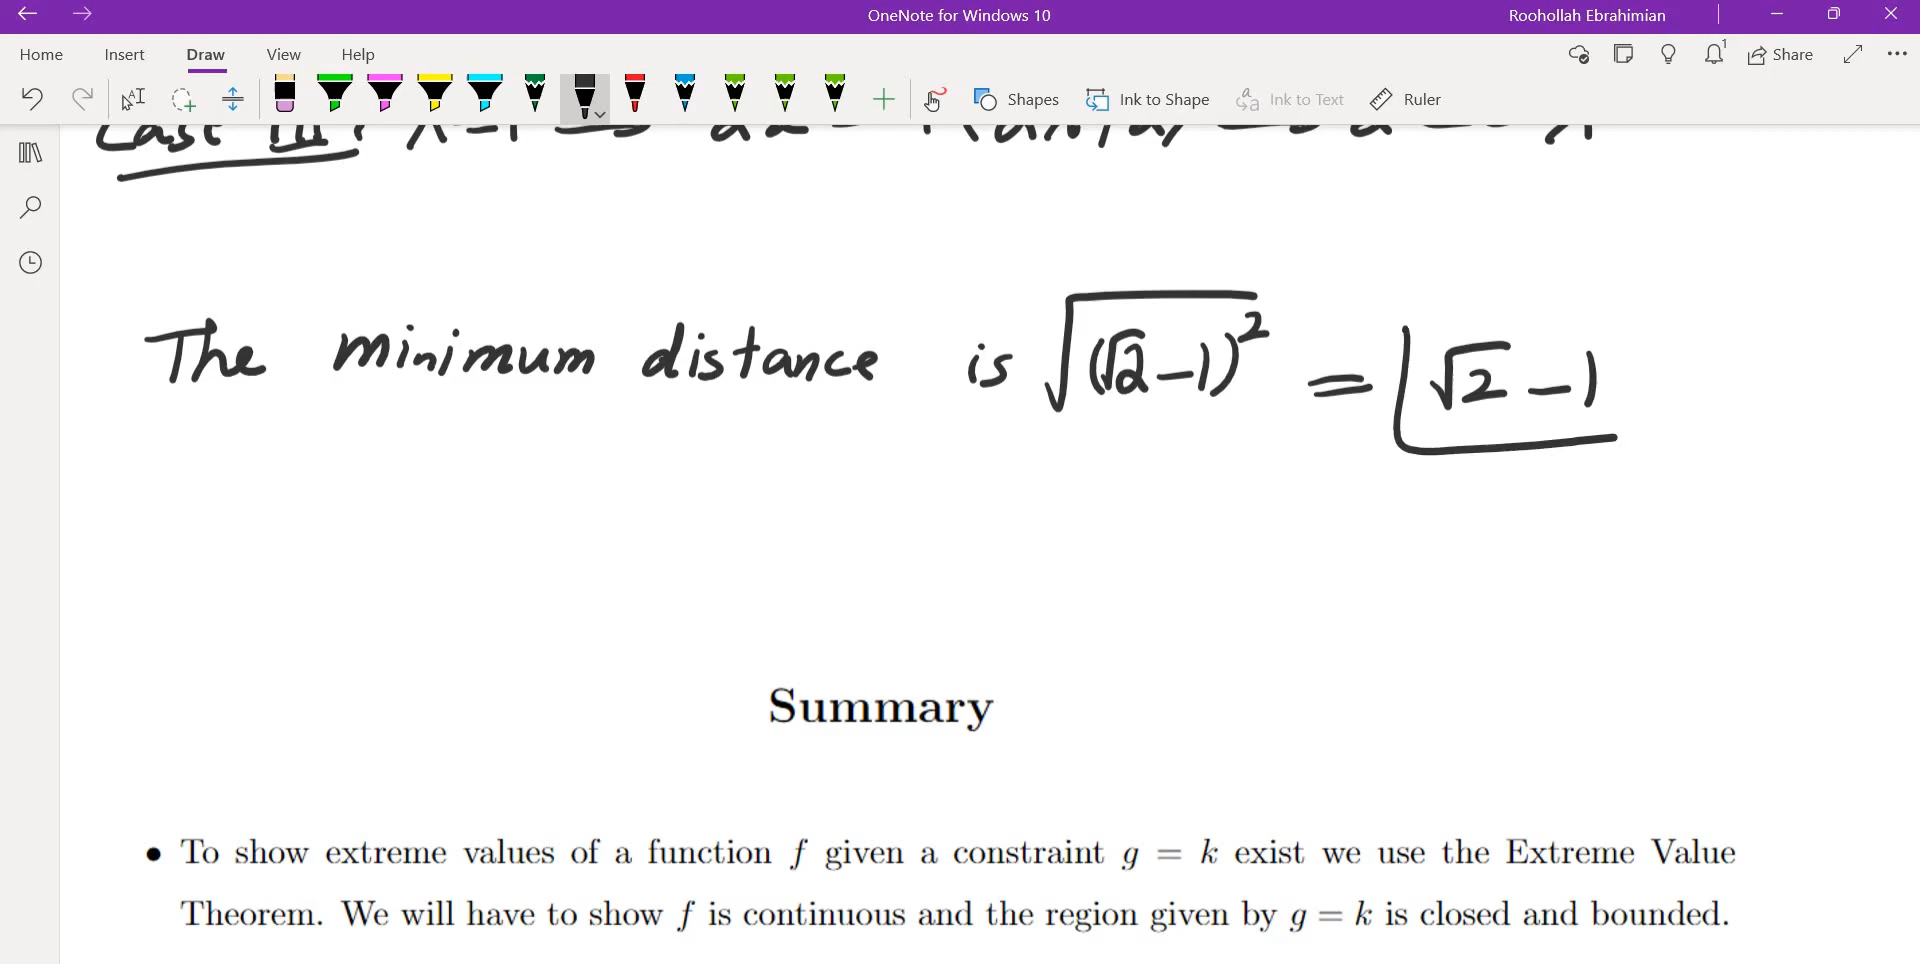 OneNote for Windows 10
Roohollah Ebrahimian
Home Insert Draw View Help
1
Share
Shapes Ink to Shape Ink to Text Ruler
Case III:
The minimum distance is √(√2−1)² = √2 − 1
Summary
• To show extreme values of a function f given a constraint g = k exist we use the Extreme Value
Theorem. We will have to show f is continuous and the region given by g = k is closed and bounded.